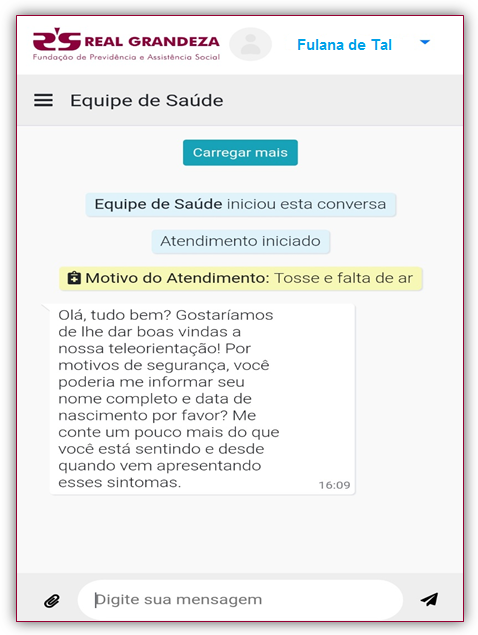 REAL GRANDEZA
Fundação de Previdência e Assistência Social
Fulana de Tal
Equipe de Saúde
Carregar mais
Equipe de Saúde iniciou esta conversa
Atendimento iniciado
Motivo do Atendimento: Tosse e falta de ar
Olá, tudo bem? Gostaríamos
de lhe dar boas vindas a
nossa teleorientação! Por
motivos de segurança, você
poderia me informar seu
nome completo e data de
nascimento por favor? Me
conte um pouco mais do que
você está sentindo e desde
quando vem apresentando
esses sintomas.
16:09
Digite sua mensagem